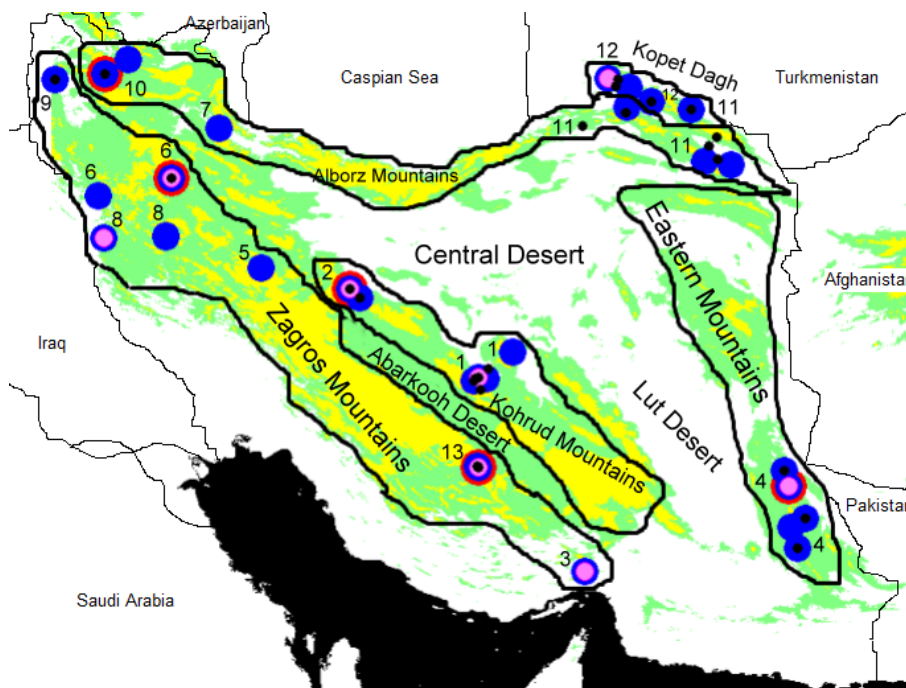 Azerbaijan
Caspian Sea
12
Kopet Dagh
Turkmenistan
9
10
12
11
7
11
11
6
Alborz Mountains
6
8
8
Eastern Mountains
Central Desert
5
2
Afghanistan
Iraq
Zagros Mountains
Abarkooh Desert
1
1
Kohrud Mountains
Lut Desert
13
4
Pakistan
4
3
Saudi Arabia